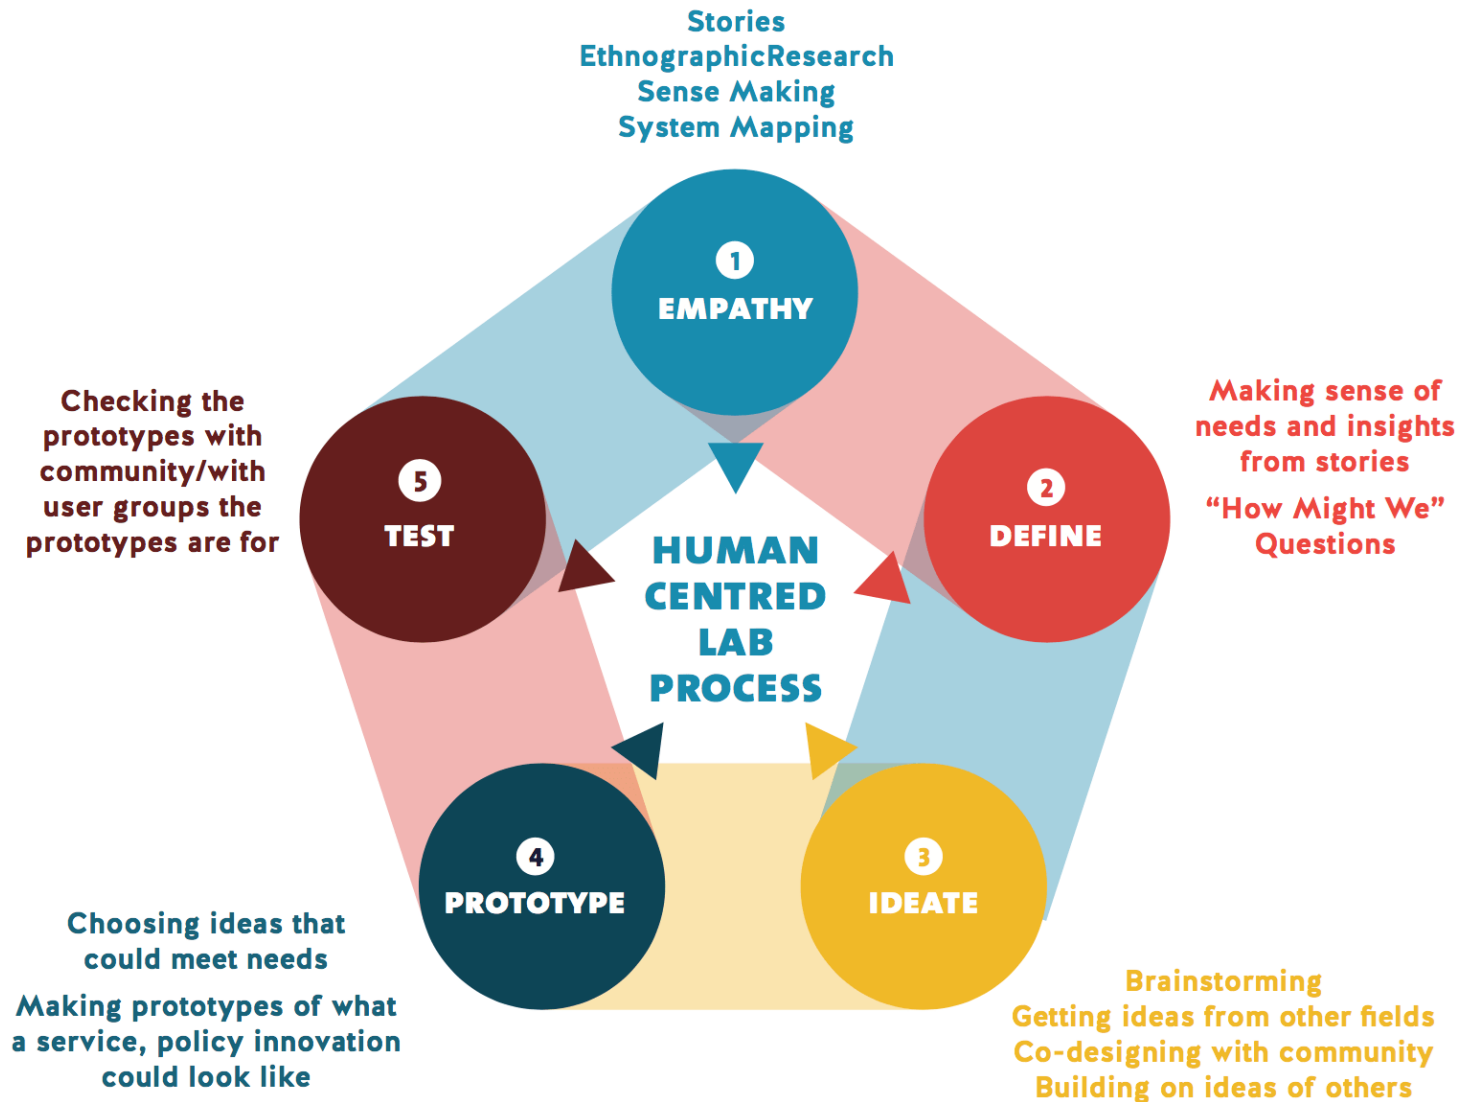 Stories
EthnographicResearch
Sense Making
System Mapping
1
EMPATHY
Making sense of
needs and insights
from stories
“How Might We”
Questions
2
DEFINE
Brainstorming
Getting ideas from other fields
Co-designing with community
Building on ideas of others
3
IDEATE
Choosing ideas that
could meet needs
Making prototypes of what
a service, policy innovation
could look like
4
PROTOTYPE
Checking the
prototypes with
community/with
user groups the
prototypes are for
5
TEST
HUMAN
CENTRED
LAB
PROCESS